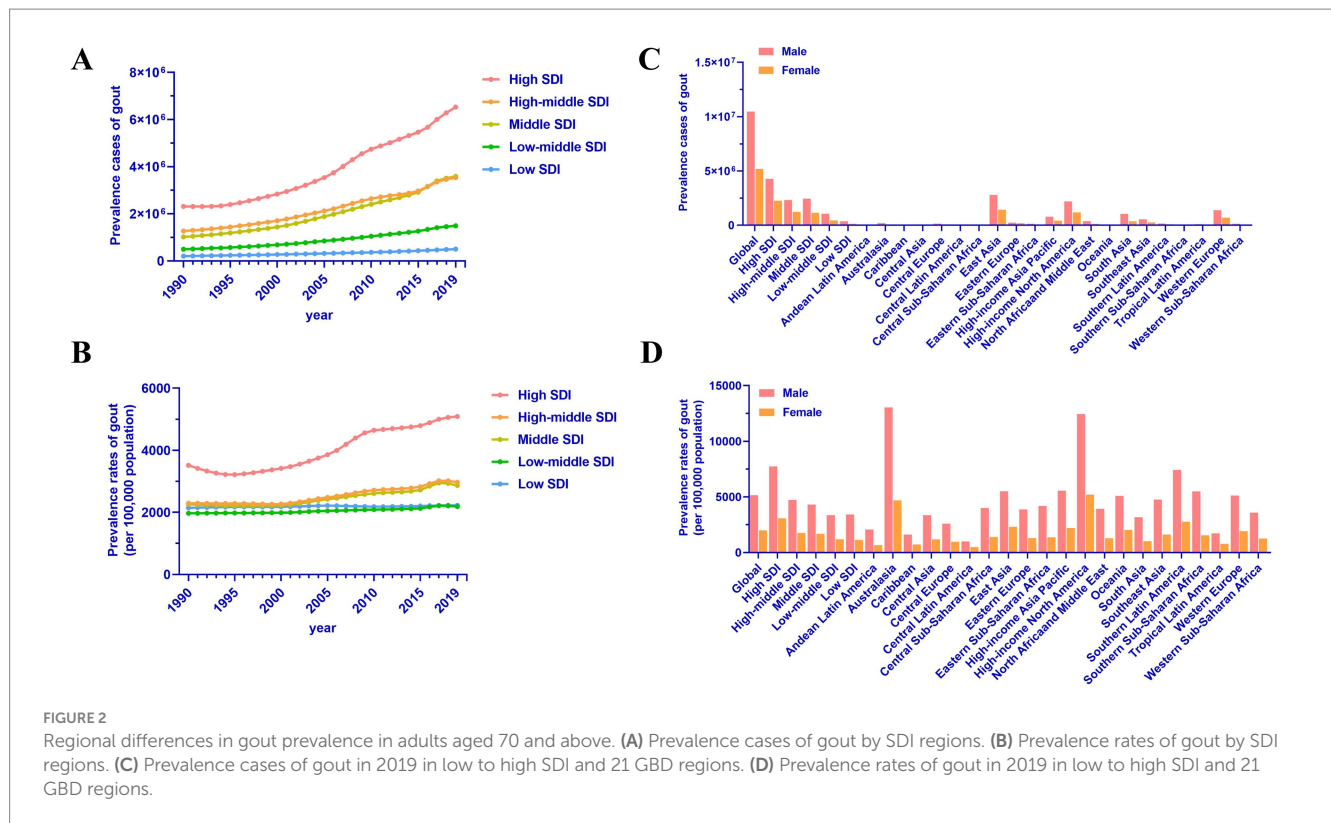 A
Prevalence cases of gout
8×10⁶
6×10⁶
4×10⁶
2×10⁶
0
1990
1995
2000
2005
2010
2015
2019
year
High SDI
High-middle SDI
Middle SDI
Low-middle SDI
Low SDI
C
Male
Female
Prevalence cases of gout
1.5×10⁷
1×10⁷
5×10⁶
0
Global
High SDI
High-middle SDI
Middle SDI
Low-middle SDI
Low SDI
Andean Latin America
Australasia
Caribbean
Central Asia
Central Europe
Central Latin America
Central Sub-Saharan Africa
East Asia
Eastern Europe
Eastern Sub-Saharan Africa
High-income Asia Pacific
High-income North America
North Africaand Middle East
Oceania
South Asia
Southeast Asia
Southern Latin America
Southern Sub-Saharan Africa
Tropical Latin America
Western Europe
Western Sub-Saharan Africa
B
Prevalence rates of gout
(per 100,000 population)
6000
4000
2000
0
1990
1995
2000
2005
2010
2015
2019
year
High SDI
High-middle SDI
Middle SDI
Low-middle SDI
Low SDI
D
Male
Female
Prevalence rates of gout
(per 100,000 population)
15000
10000
5000
0
Global
High SDI
High-middle SDI
Middle SDI
Low-middle SDI
Low SDI
Andean Latin America
Australasia
Caribbean
Central Asia
Central Europe
Central Latin America
Central Sub-Saharan Africa
East Asia
Eastern Europe
Eastern Sub-Saharan Africa
High-income Asia Pacific
High-income North America
North Africaand Middle East
Oceania
South Asia
Southeast Asia
Southern Latin America
Southern Sub-Saharan Africa
Tropical Latin America
Western Europe
Western Sub-Saharan Africa
FIGURE 2
Regional differences in gout prevalence in adults aged 70 and above. (A) Prevalence cases of gout by SDI regions. (B) Prevalence rates of gout by SDI
regions. (C) Prevalence cases of gout in 2019 in low to high SDI and 21 GBD regions. (D) Prevalence rates of gout in 2019 in low to high SDI and 21
GBD regions.